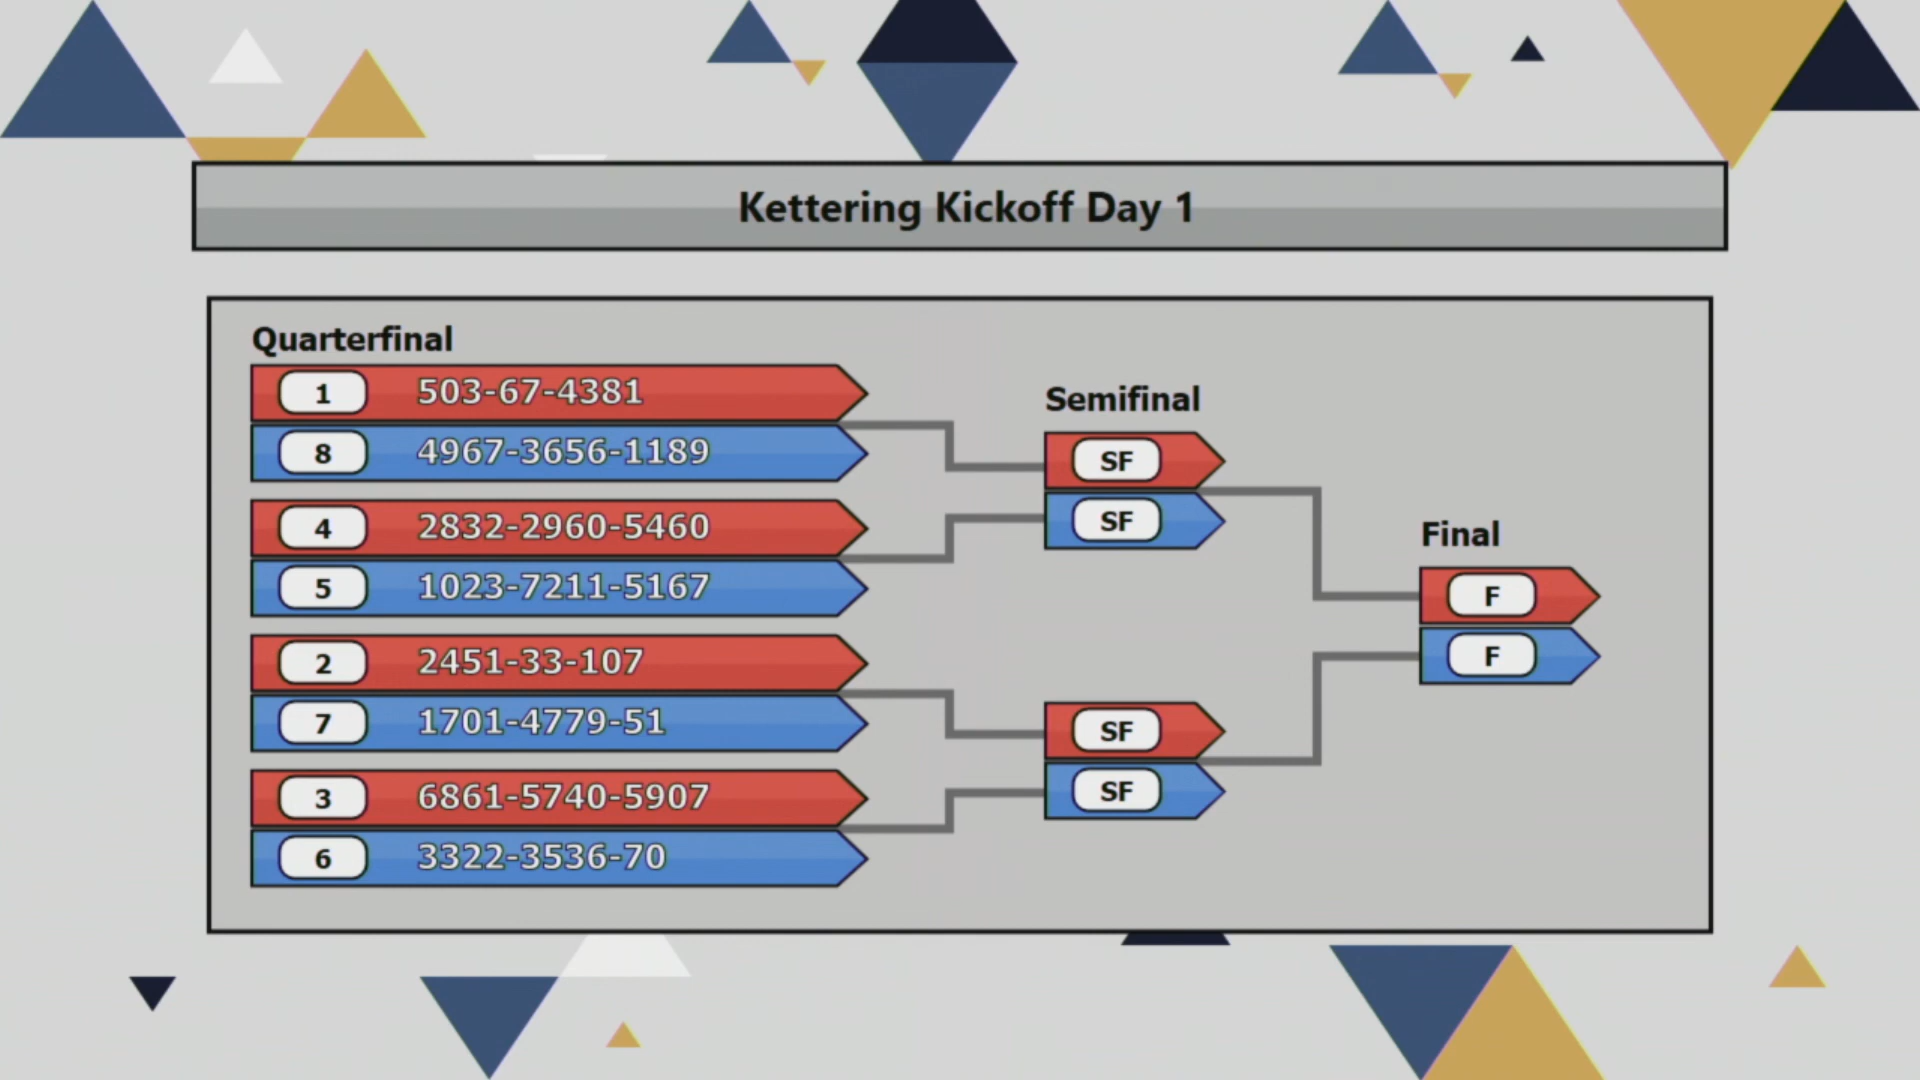 Kettering Kickoff Day 1
Quarterfinal
1 503-67-4381
8 4967-3656-1189
4 2832-2960-5460
5 1023-7211-5167
2 2451-33-107
7 1701-4779-51
3 6861-5740-5907
6 3322-3536-70
Semifinal
SF
SF
SF
SF
Final
F
F